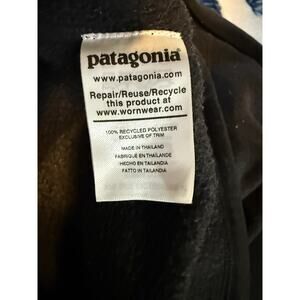 patagonia®
www.patagonia.com
Repair/Reuse/Recycle
this product at
www.wornwear.com
100% RECYCLED POLYESTER
EXCLUSIVE OF TRIM
MADE IN THAILAND
FABRIQUÉ EN THAÏLANDE
HECHO EN TAILANDIA
FATTO IN TAILANDIA